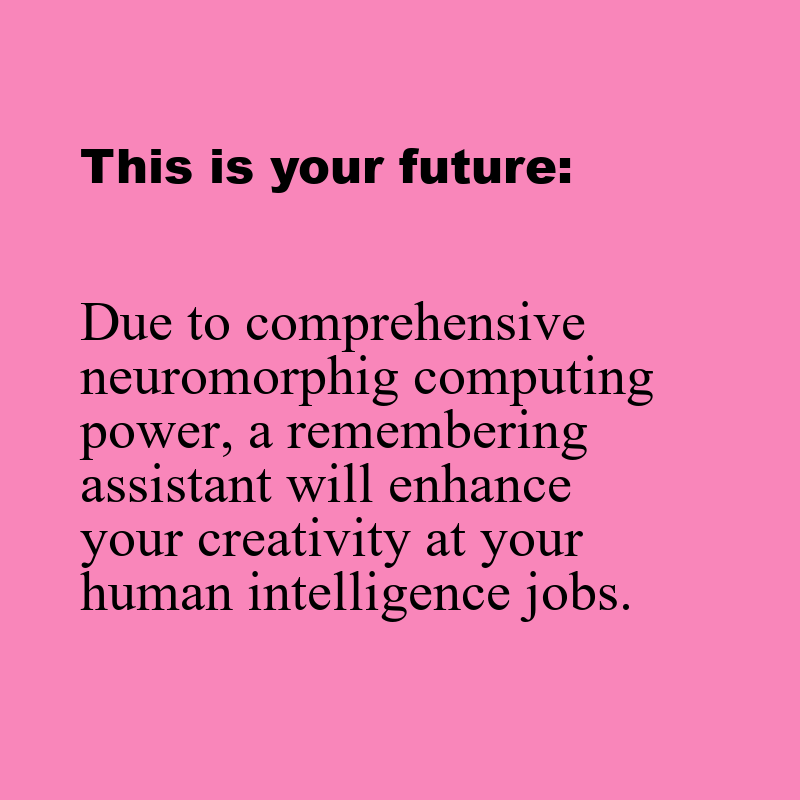 This is your future:
Due to comprehensive
neuromorphig computing
power, a remembering
assistant will enhance
your creativity at your
human intelligence jobs.